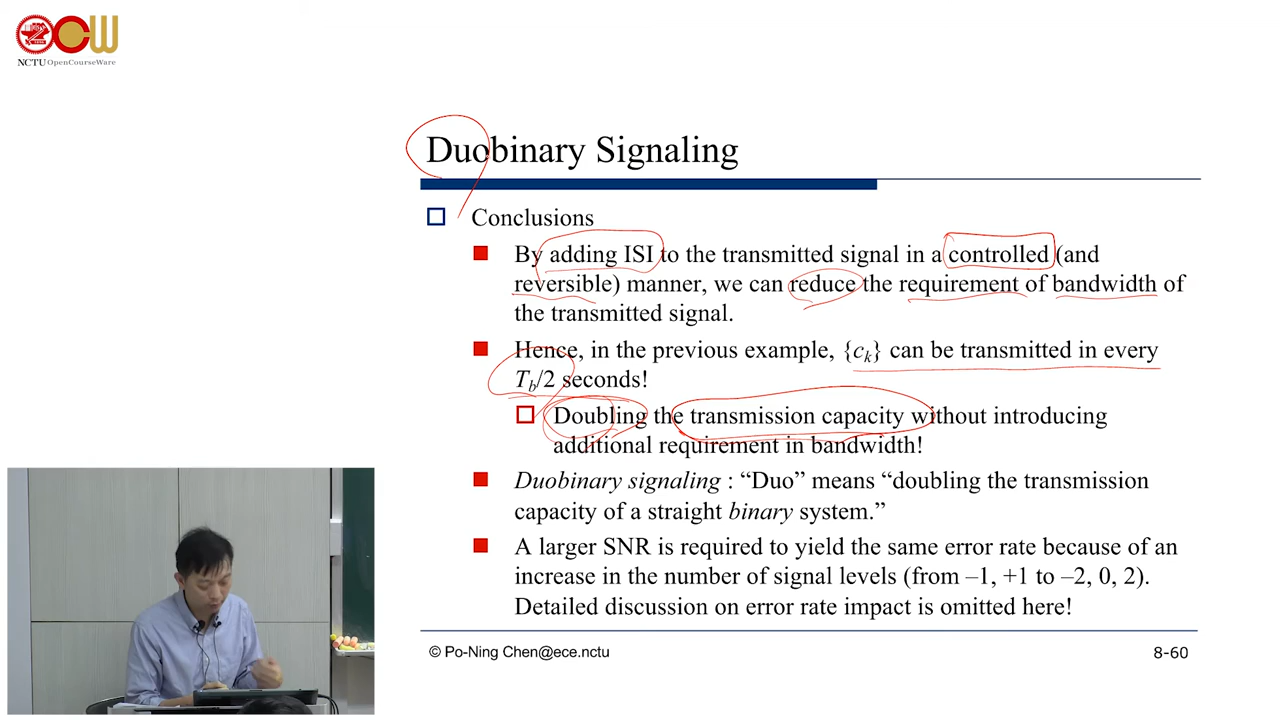 NCTU OpenCourseWare
Duobinary Signaling
Conclusions
By adding ISI to the transmitted signal in a controlled (and
reversible) manner, we can reduce the requirement of bandwidth of
the transmitted signal.
Hence, in the previous example, {ck} can be transmitted in every
Tb/2 seconds!
Doubling the transmission capacity without introducing
additional requirement in bandwidth!
Duobinary signaling : “Duo” means “doubling the transmission
capacity of a straight binary system.”
A larger SNR is required to yield the same error rate because of an
increase in the number of signal levels (from –1, +1 to –2, 0, 2).
Detailed discussion on error rate impact is omitted here!
© Po-Ning Chen@ece.nctu
8-60